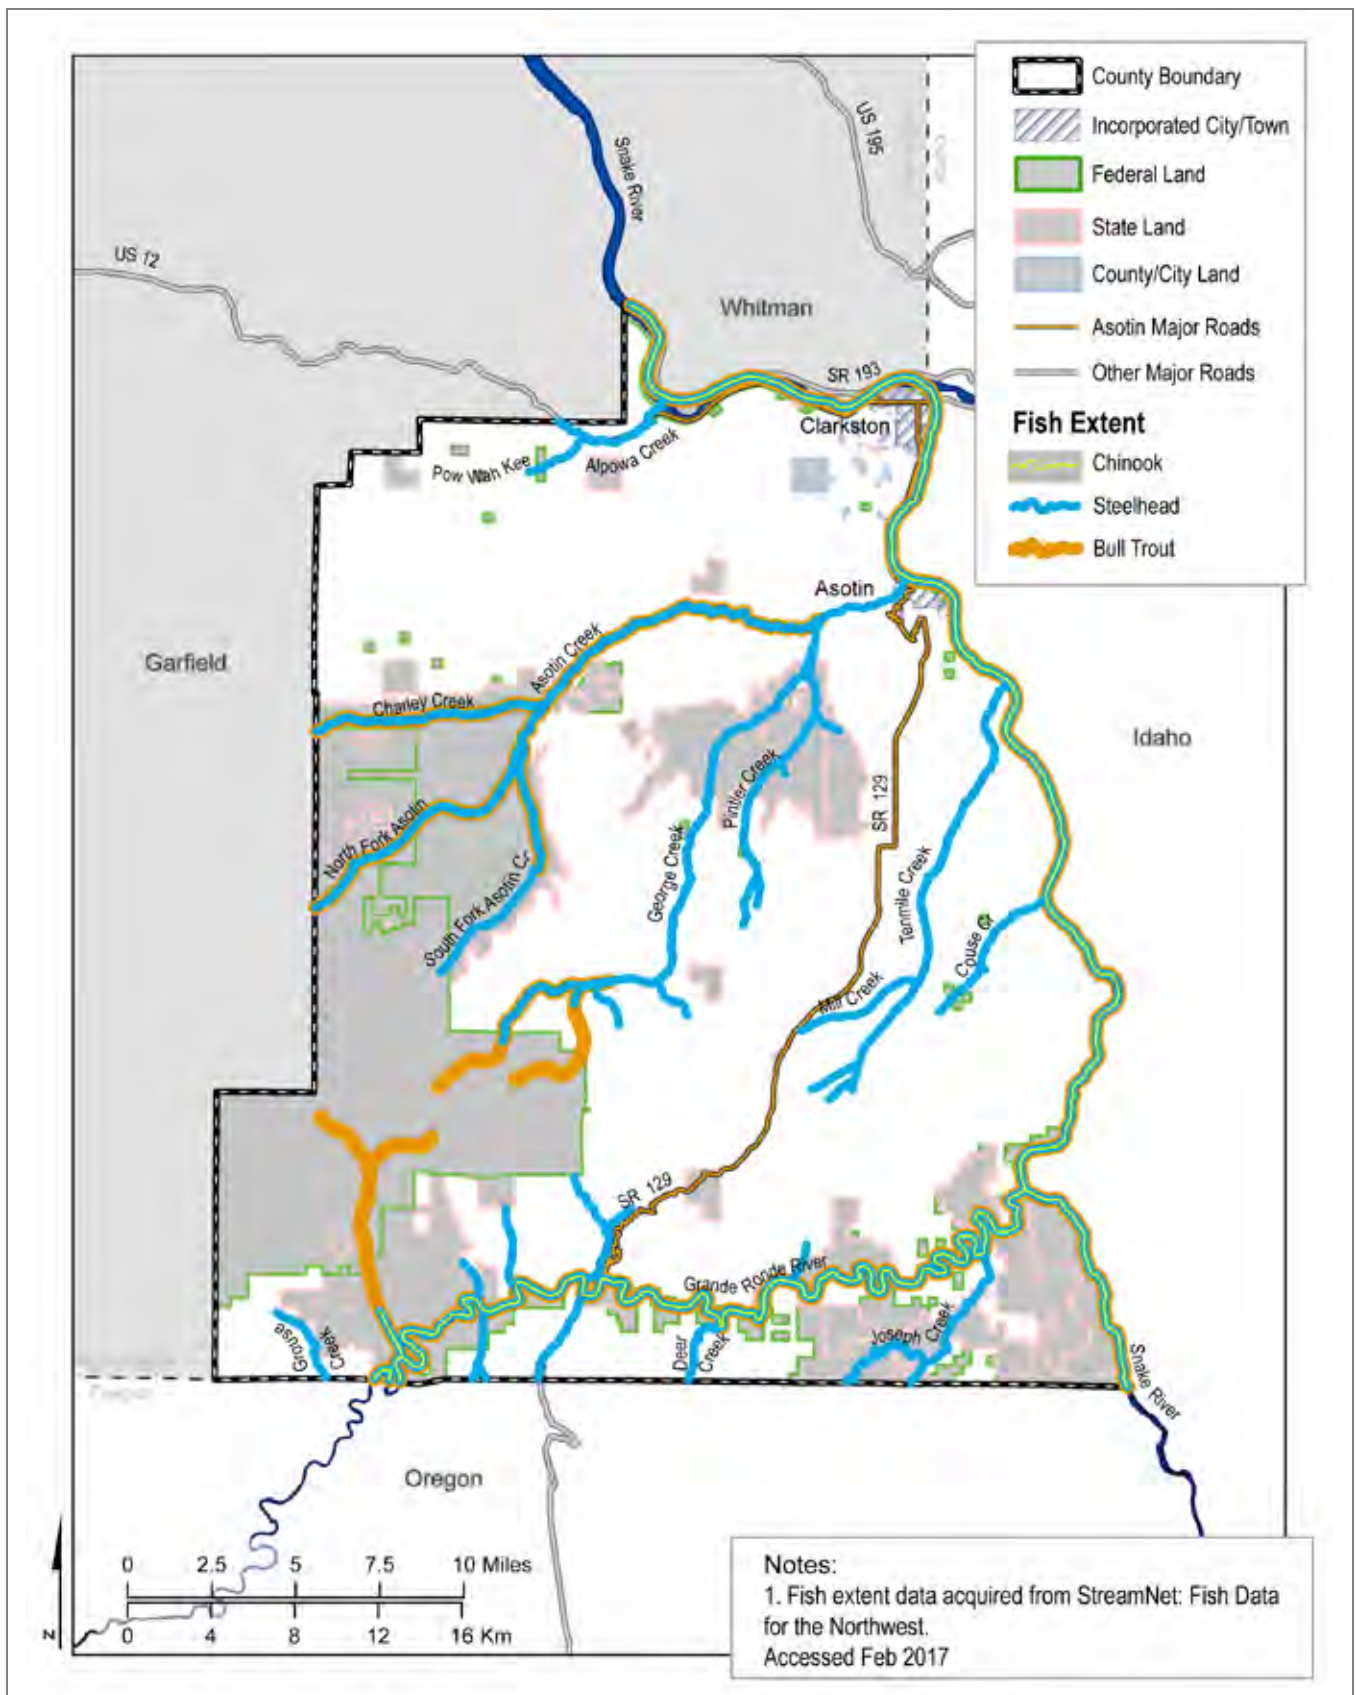 County Boundary
Incorporated City/Town
Federal Land
State Land
County/City Land
Asotin Major Roads
Other Major Roads
Fish Extent
Chinook
Steelhead
Bull Trout
US 195
Snake River
US 12
Whitman
SR 193
Clarkston
Pow Wah Kee
Alpowa Creek
Asotin
Garfield
Asotin Creek
Charley Creek
Idaho
North Fork Asotin
South Fork Asotin Cr
George Creek
Pintler Creek
SR 129
Tenmile Creek
Couse
Mill Creek
SR 129
Grande Ronde River
Grouse
Creek
Deer
Creek
Joseph Creek
Snake River
Oregon
0 2.5 5 7.5 10 Miles
0 4 8 12 16 Km
N
Notes:
1. Fish extent data acquired from StreamNet: Fish Data
for the Northwest.
Accessed Feb 2017